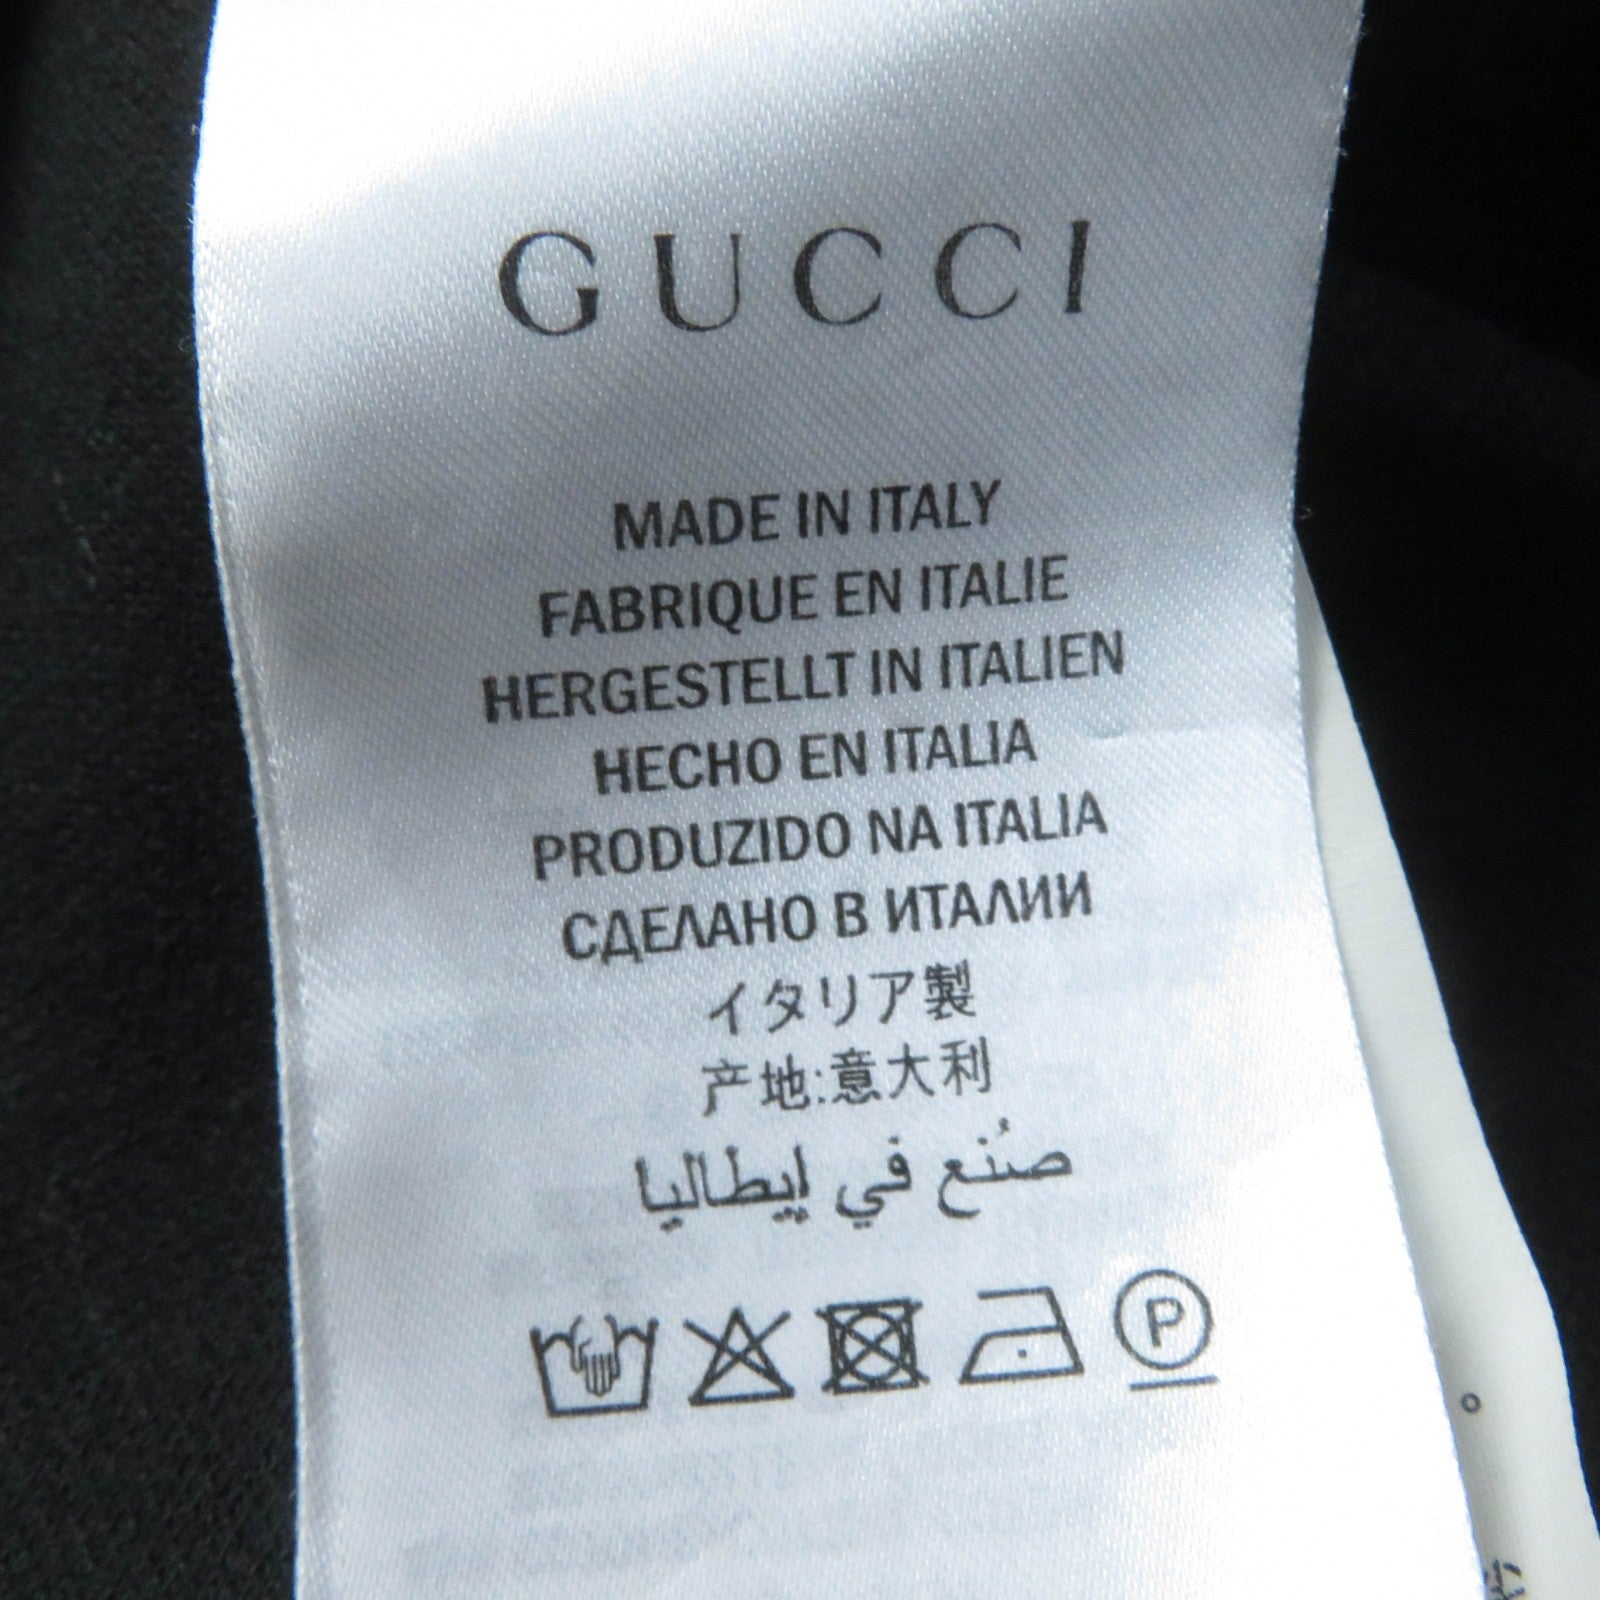 GUCCI
MADE IN ITALY
FABRIQUE EN ITALIE
HERGESTELLT IN ITALIEN
HECHO EN ITALIA
PRODUZIDO NA ITALIA
СДЕЛАНО В ИТАЛИИ
イタリア製
产地:意大利
صُنع في إيطاليا
P